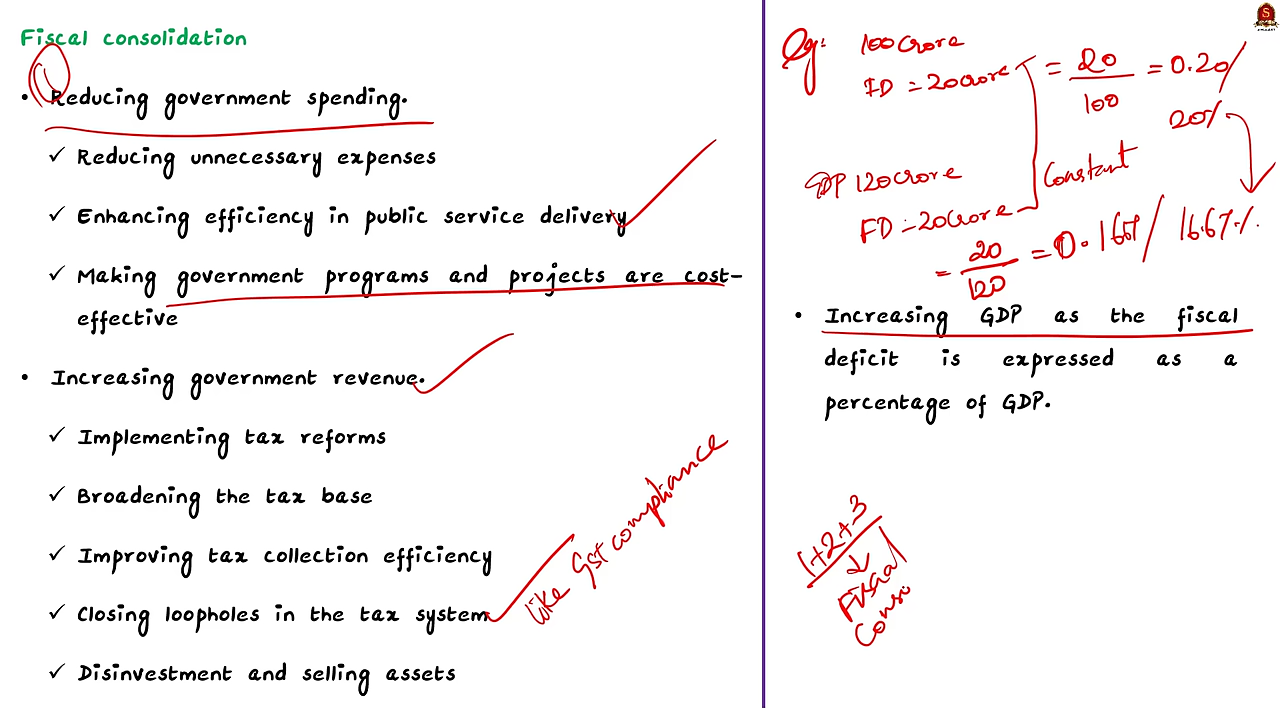 Fiscal consolidation
• Reducing government spending.
✓ Reducing unnecessary expenses
✓ Enhancing efficiency in public service delivery
✓ Making government programs and projects are cost-
effective
• Increasing government revenue.
✓ Implementing tax reforms
✓ Broadening the tax base
✓ Improving tax collection efficiency
✓ Closing loopholes in the tax system
✓ Disinvestment and selling assets
like Gst compliance
Eg: 100 crore
FD = 20 crore = 20/100 = 0.20/
20%
GDP 120 crore
Constant
FD = 20 crore
= 20/120 = 0.1667/ 16.67%
• Increasing GDP as the fiscal
deficit is expressed as a
percentage of GDP.
1+2+3
Fiscal
Conso